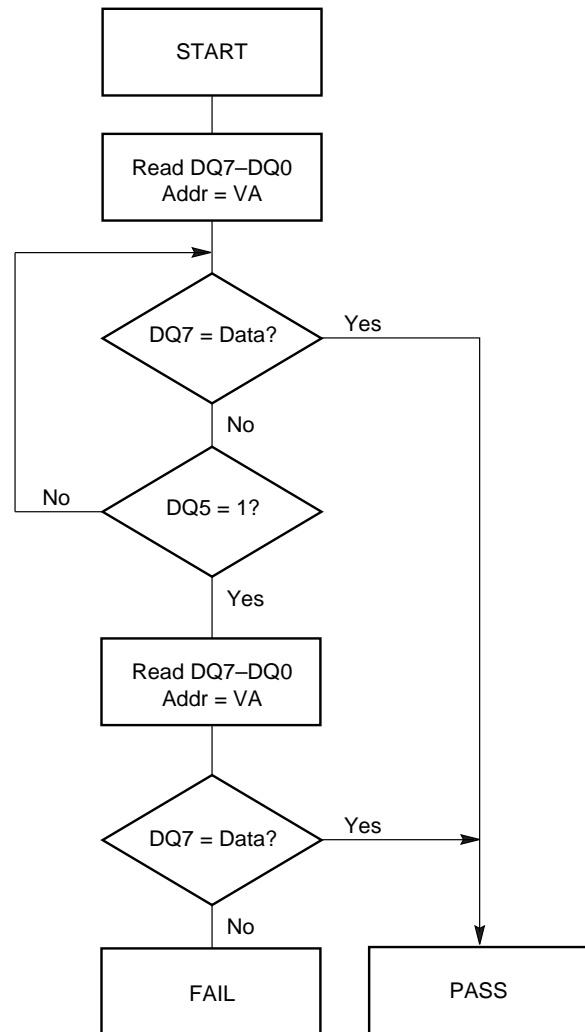 START
Read DQ7–DQ0
Addr = VA
DQ7 = Data?
Yes
No
No
DQ5 = 1?
Yes
Read DQ7–DQ0
Addr = VA
DQ7 = Data?
Yes
No
FAIL
PASS